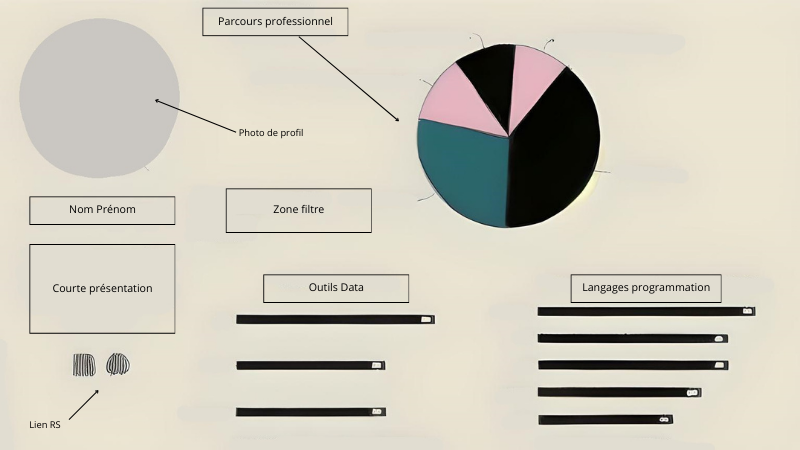 Parcours professionnel
Photo de profil
Nom Prénom
Zone filtre
Courte présentation
Outils Data
Langages programmation
Lien RS